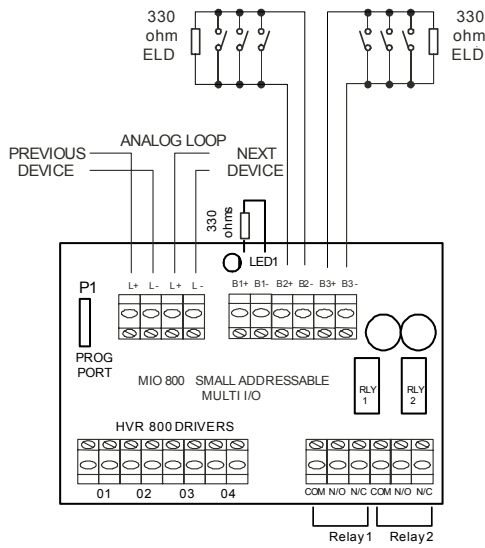 330 ohm ELD
330 ohm ELD
ANALOG LOOP
PREVIOUS DEVICE
NEXT DEVICE
330 ohms
LED1
P1
L+ L- L+ L- B1+ B1- B2+ B2- B3+ B3-
PROG PORT
MIO 800 SMALL ADDRESSABLE MULTI I/O
RLY 1
RLY 2
HVR 800 DRIVERS
01 02 03 04
COM N/O N/C COM N/O N/C
Relay1 Relay2